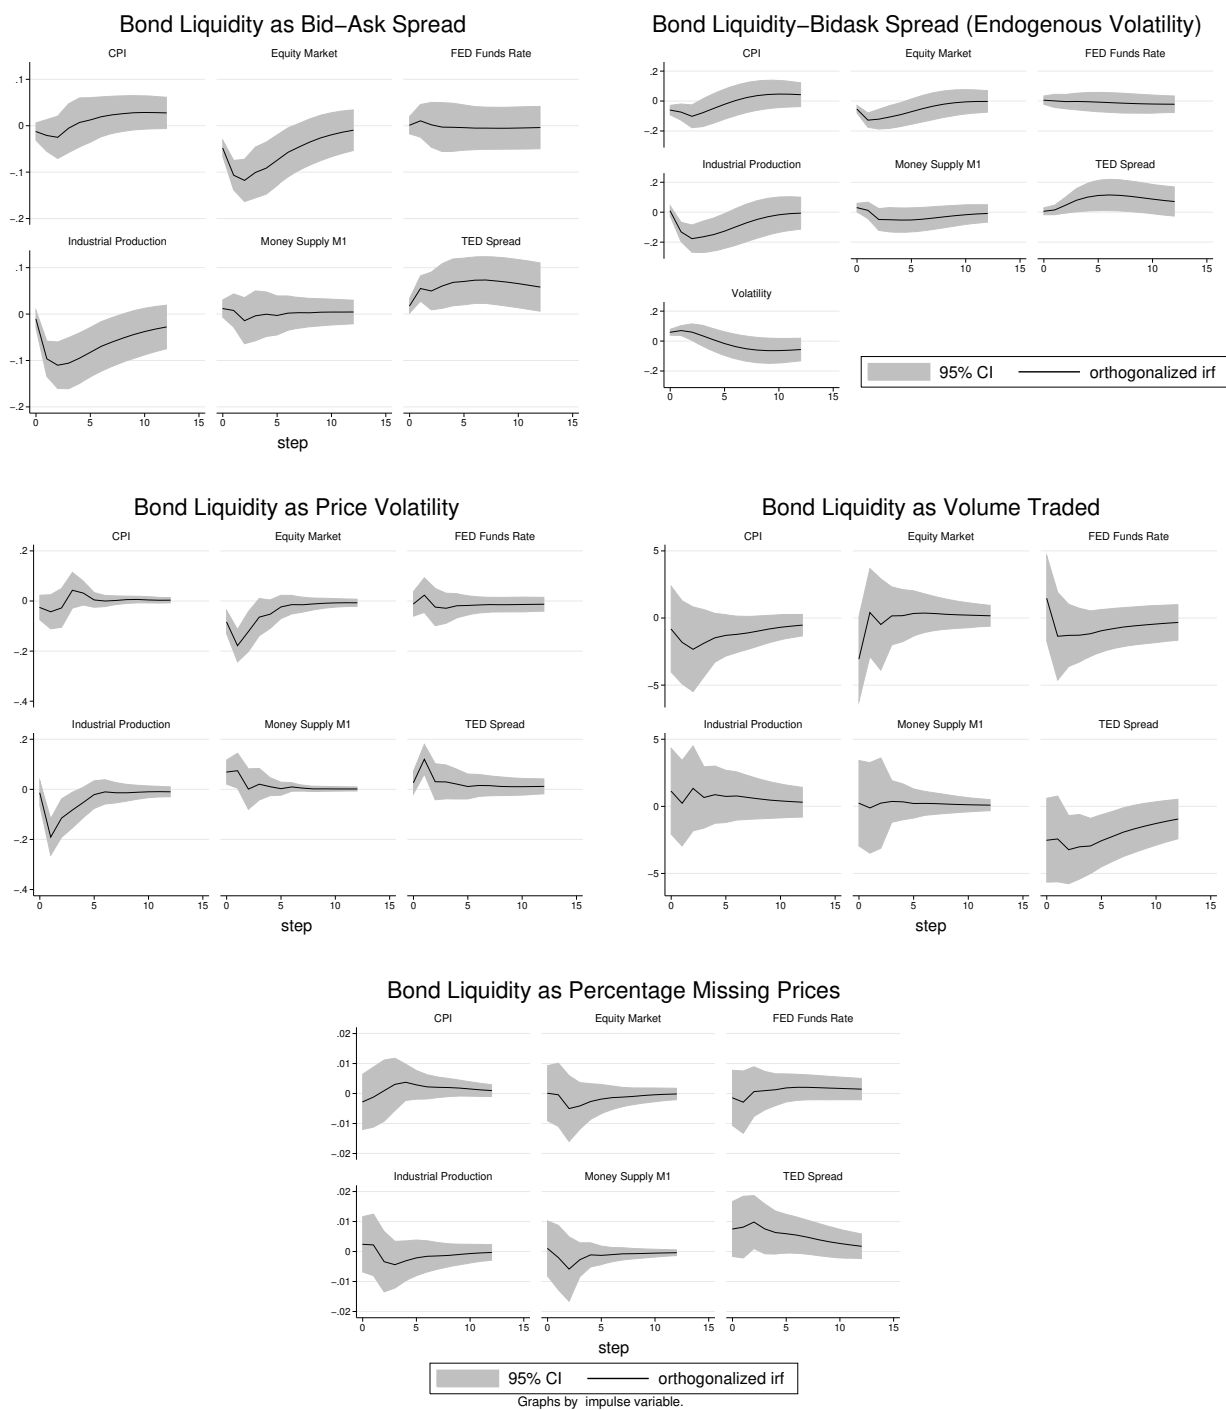 Bond Liquidity as Bid−Ask Spread
CPI
Equity Market
FED Funds Rate
.1
0
−.1
−.2
Industrial Production
Money Supply M1
TED Spread
.1
0
−.1
−.2
0 5 10 15
0 5 10 15
0 5 10 15
step
Bond Liquidity−Bidask Spread (Endogenous Volatility)
CPI
Equity Market
FED Funds Rate
.2
0
−.2
Industrial Production
Money Supply M1
TED Spread
.2
0
−.2
0 5 10 15
0 5 10 15
Volatility
.2
0
−.2
0 5 10 15
95% CI
orthogonalized irf
Bond Liquidity as Price Volatility
CPI
Equity Market
FED Funds Rate
.2
0
−.2
−.4
Industrial Production
Money Supply M1
TED Spread
.2
0
−.2
−.4
0 5 10 15
0 5 10 15
0 5 10 15
step
Bond Liquidity as Volume Traded
CPI
Equity Market
FED Funds Rate
5
0
−5
Industrial Production
Money Supply M1
TED Spread
5
0
−5
0 5 10 15
0 5 10 15
0 5 10 15
step
Bond Liquidity as Percentage Missing Prices
CPI
Equity Market
FED Funds Rate
.02
.01
0
−.01
−.02
Industrial Production
Money Supply M1
TED Spread
.02
.01
0
−.01
−.02
0 5 10 15
0 5 10 15
0 5 10 15
step
95% CI
orthogonalized irf
Graphs by impulse variable.